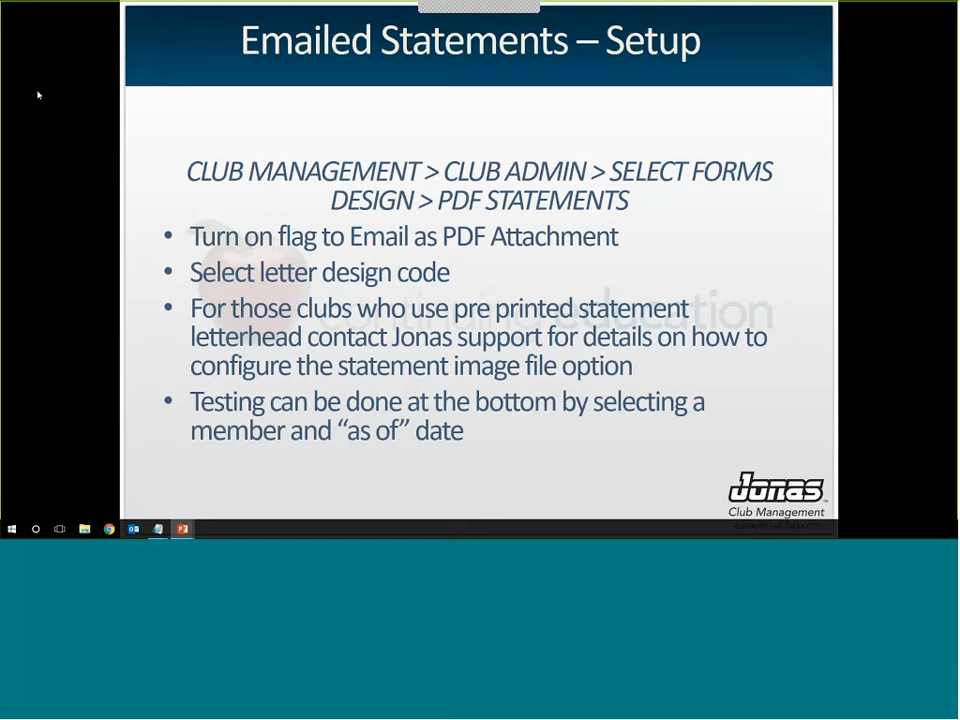 Emailed Statements – Setup
CLUB MANAGEMENT > CLUB ADMIN > SELECT FORMS
DESIGN > PDF STATEMENTS
• Turn on flag to Email as PDF Attachment
• Select letter design code
continuing education
• For those clubs who use pre printed statement
letterhead contact Jonas support for details on how to
configure the statement image file option
• Testing can be done at the bottom by selecting a
member and “as of” date
Jonas
Club Management